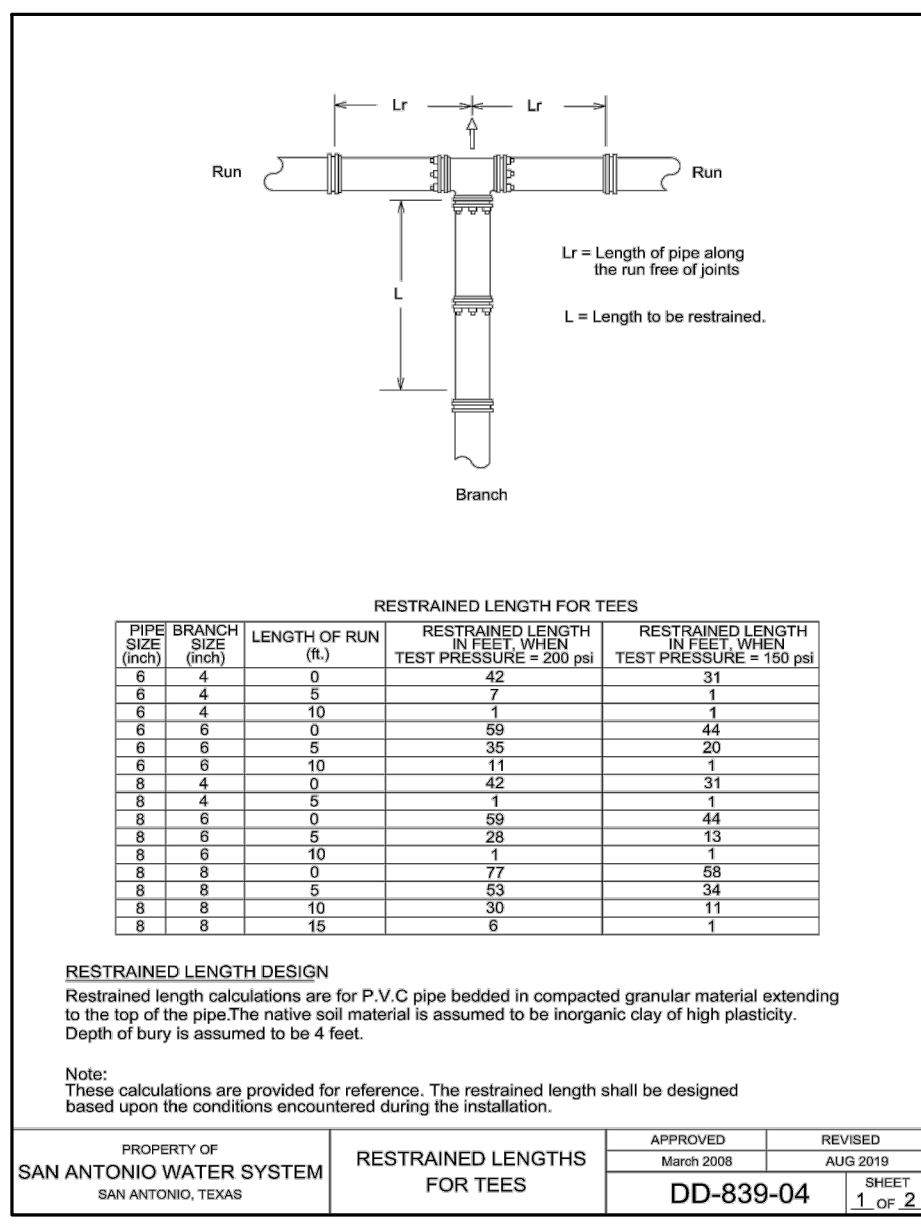 Lr Lr
Run Run
Lr = Length of pipe along
the run free of joints
L
L = Length to be restrained.
Branch
RESTRAINED LENGTH FOR TEES
PIPE SIZE (inch) BRANCH SIZE (inch) LENGTH OF RUN (ft.) RESTRAINED LENGTH IN FEET, WHEN TEST PRESSURE = 200 psi RESTRAINED LENGTH IN FEET, WHEN TEST PRESSURE = 150 psi
6 4 0 42 31
6 4 5 7 1
6 4 10 1 1
6 6 0 59 44
6 6 5 35 20
6 6 10 11 1
8 4 0 42 31
8 4 5 1 1
8 6 0 59 44
8 6 5 28 13
8 6 10 1 1
8 8 0 77 58
8 8 5 53 34
8 8 10 30 11
8 8 15 6 1
RESTRAINED LENGTH DESIGN
Restrained length calculations are for P.V.C pipe bedded in compacted granular material extending
to the top of the pipe.The native soil material is assumed to be inorganic clay of high plasticity.
Depth of bury is assumed to be 4 feet.
Note:
These calculations are provided for reference. The restrained length shall be designed
based upon the conditions encountered during the installation.
PROPERTY OF
SAN ANTONIO WATER SYSTEM
SAN ANTONIO, TEXAS
RESTRAINED LENGTHS
FOR TEES
APPROVED REVISED
March 2008 AUG 2019
DD-839-04
SHEET
1 OF 2